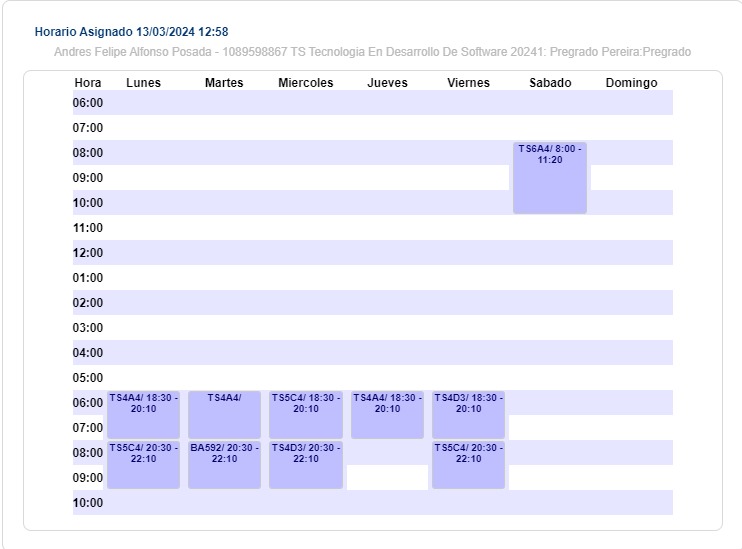 Horario Asignado 13/03/2024 12:58
Andres Felipe Alfonso Posada - 1089598867 TS Tecnologia En Desarrollo De Software 20241: Pregrado Pereira:Pregrado
Hora Lunes Martes Miercoles Jueves Viernes Sabado Domingo
06:00
07:00
08:00 TS6A4/ 8:00 -
11:20
09:00
10:00
11:00
12:00
01:00
02:00
03:00
04:00
05:00
06:00 TS4A4/ 18:30 - TS4A4/ TS5C4/ 18:30 - TS4A4/ 18:30 - TS4D3/ 18:30 -
20:10 20:10 20:10 20:10
07:00
08:00 TS5C4/ 20:30 - BA592/ 20:30 - TS4D3/ 20:30 - TS5C4/ 20:30 -
22:10 22:10 22:10 22:10
09:00
10:00